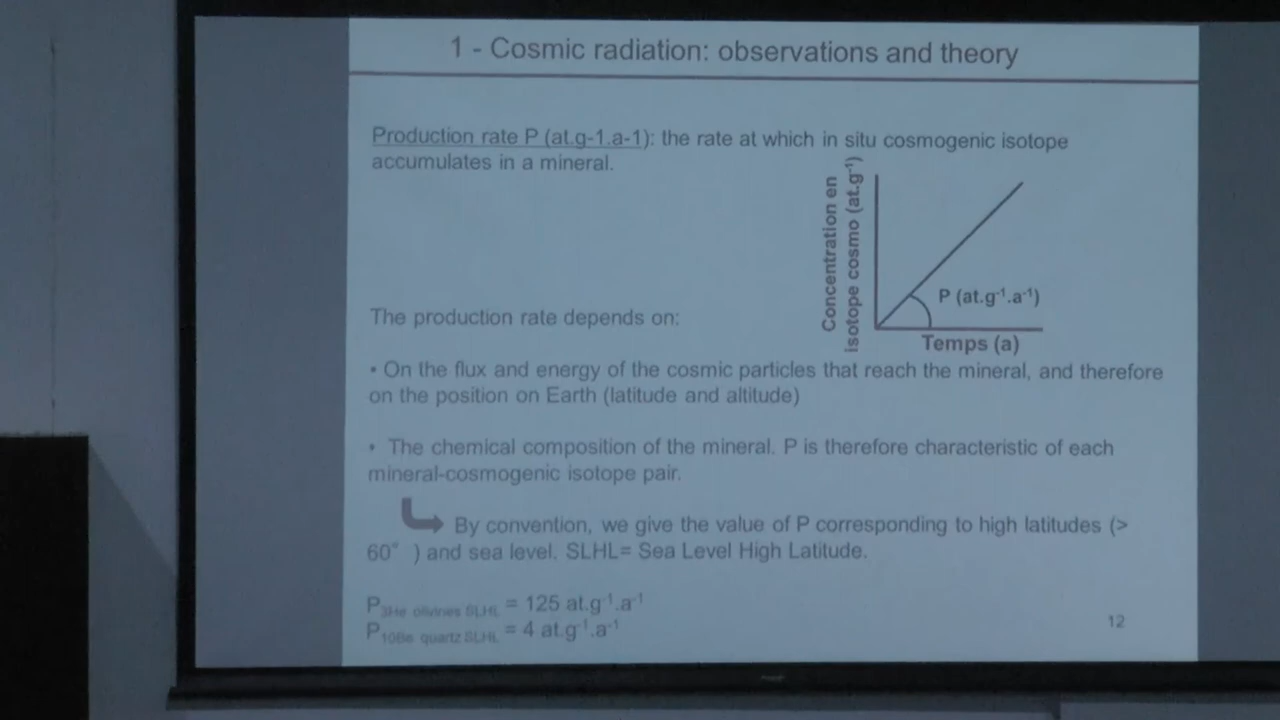 1 - Cosmic radiation: observations and theory
Production rate P (at.g-1.a-1): the rate at which in situ cosmogenic isotope
accumulates in a mineral.
Concentration en
isotope cosmo (at.g⁻¹)
P (at.g⁻¹.a⁻¹)
Temps (a)
The production rate depends on:
• On the flux and energy of the cosmic particles that reach the mineral, and therefore
on the position on Earth (latitude and altitude)
• The chemical composition of the mineral. P is therefore characteristic of each
mineral-cosmogenic isotope pair.
By convention, we give the value of P corresponding to high latitudes (>
60° ) and sea level. SLHL= Sea Level High Latitude.
P3He olivines SLHL = 125 at.g⁻¹.a⁻¹
P10Be quartz SLHL = 4 at.g⁻¹.a⁻¹
12